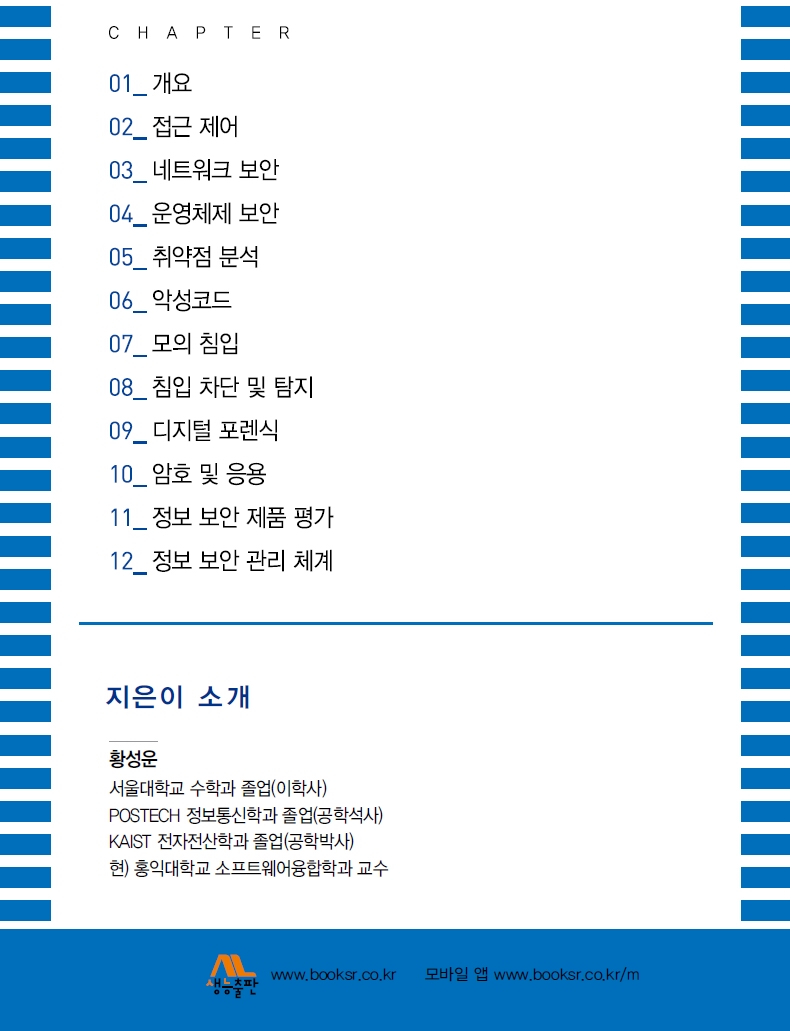 CHAPTER
01_ 개요
02_ 접근 제어
03_ 네트워크 보안
04_ 운영체제 보안
05_ 취약점 분석
06_ 악성코드
07_ 모의 침입
08_ 침입 차단 및 탐지
09_ 디지털 포렌식
10_ 암호 및 응용
11_ 정보 보안 제품 평가
12_ 정보 보안 관리 체계
지은이 소개
황성운
서울대학교 수학과 졸업(이학사)
POSTECH 정보통신학과 졸업(공학석사)
KAIST 전자전산학과 졸업(공학박사)
현) 홍익대학교 소프트웨어융합학과 교수
생능출판 www.booksr.co.kr 모바일 앱 www.booksr.co.kr/m